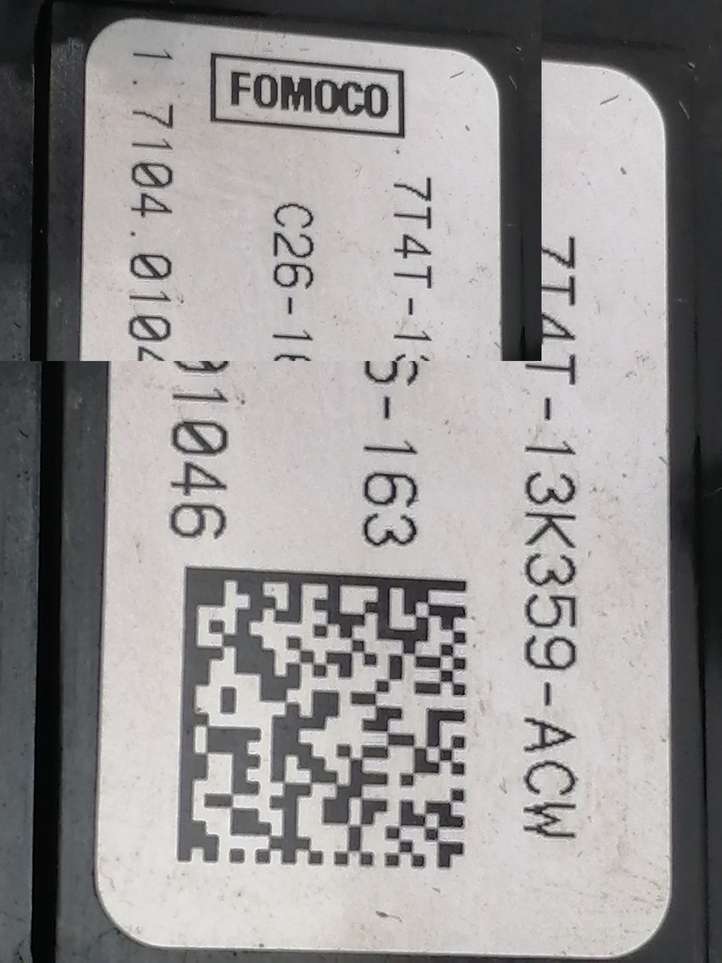 FOMOCO
7T4T-1
C26-1
1.7104.010
7T4T-13K359-ACW
-163
1046